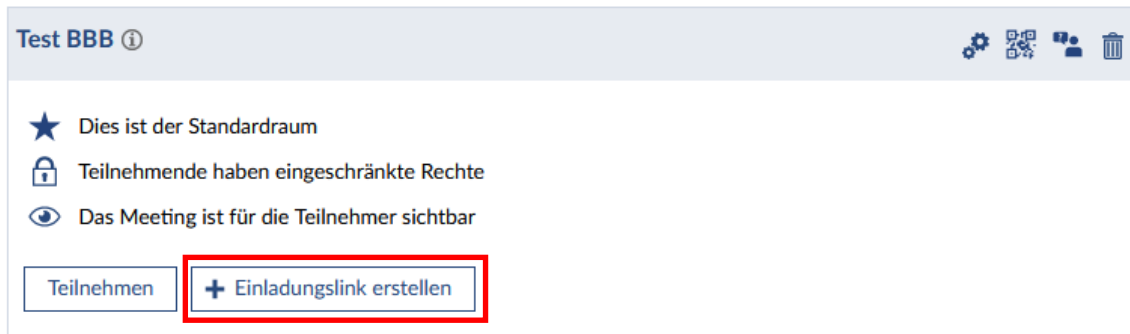 Test BBB
Dies ist der Standardraum
Teilnehmende haben eingeschränkte Rechte
Das Meeting ist für die Teilnehmer sichtbar
Teilnehmen
Einladungslink erstellen